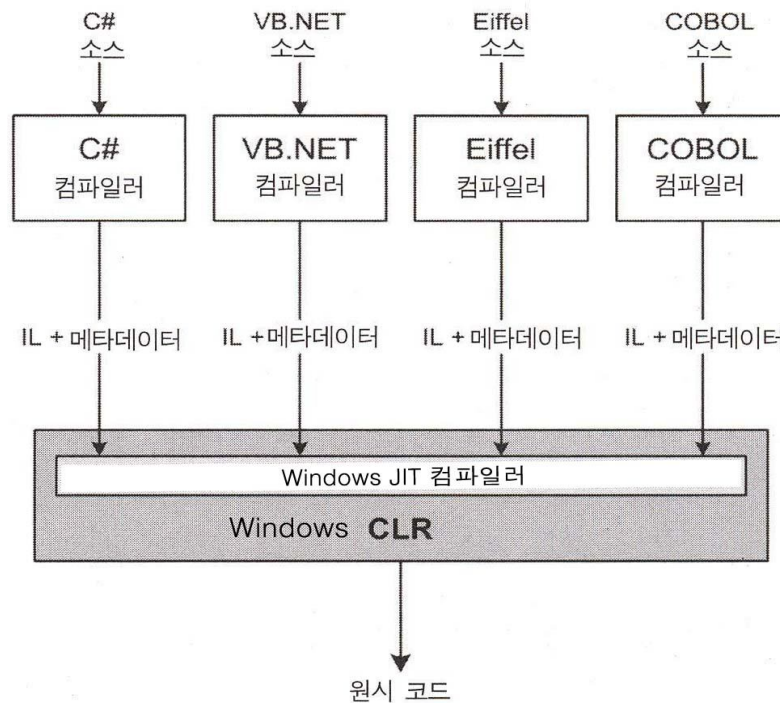 C# VB.NET Eiffel COBOL
소스 소스 소스 소스
C# VB.NET Eiffel COBOL
컴파일러 컴파일러 컴파일러 컴파일러
IL + 메타데이터 IL +메타데이터 IL + 메타데이터 IL + 메타데이터
Windows JIT 컴파일러
Windows CLR
원시 코드